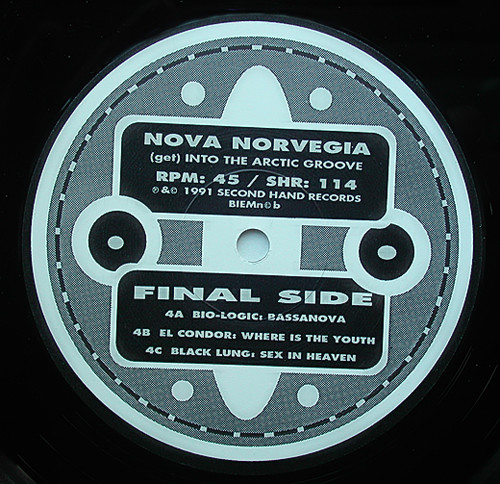 NOVA NORVEGIA
(get) INTO THE ARCTIC GROOVE
RPM: 45 / SHR: 114
℗&© 1991 SECOND HAND RECORDS
BIEMn©b
FINAL SIDE
4A BIO-LOGIC: BASSANOVA
4B EL CONDOR: WHERE IS THE YOUTH
4C BLACK LUNG: SEX IN HEAVEN